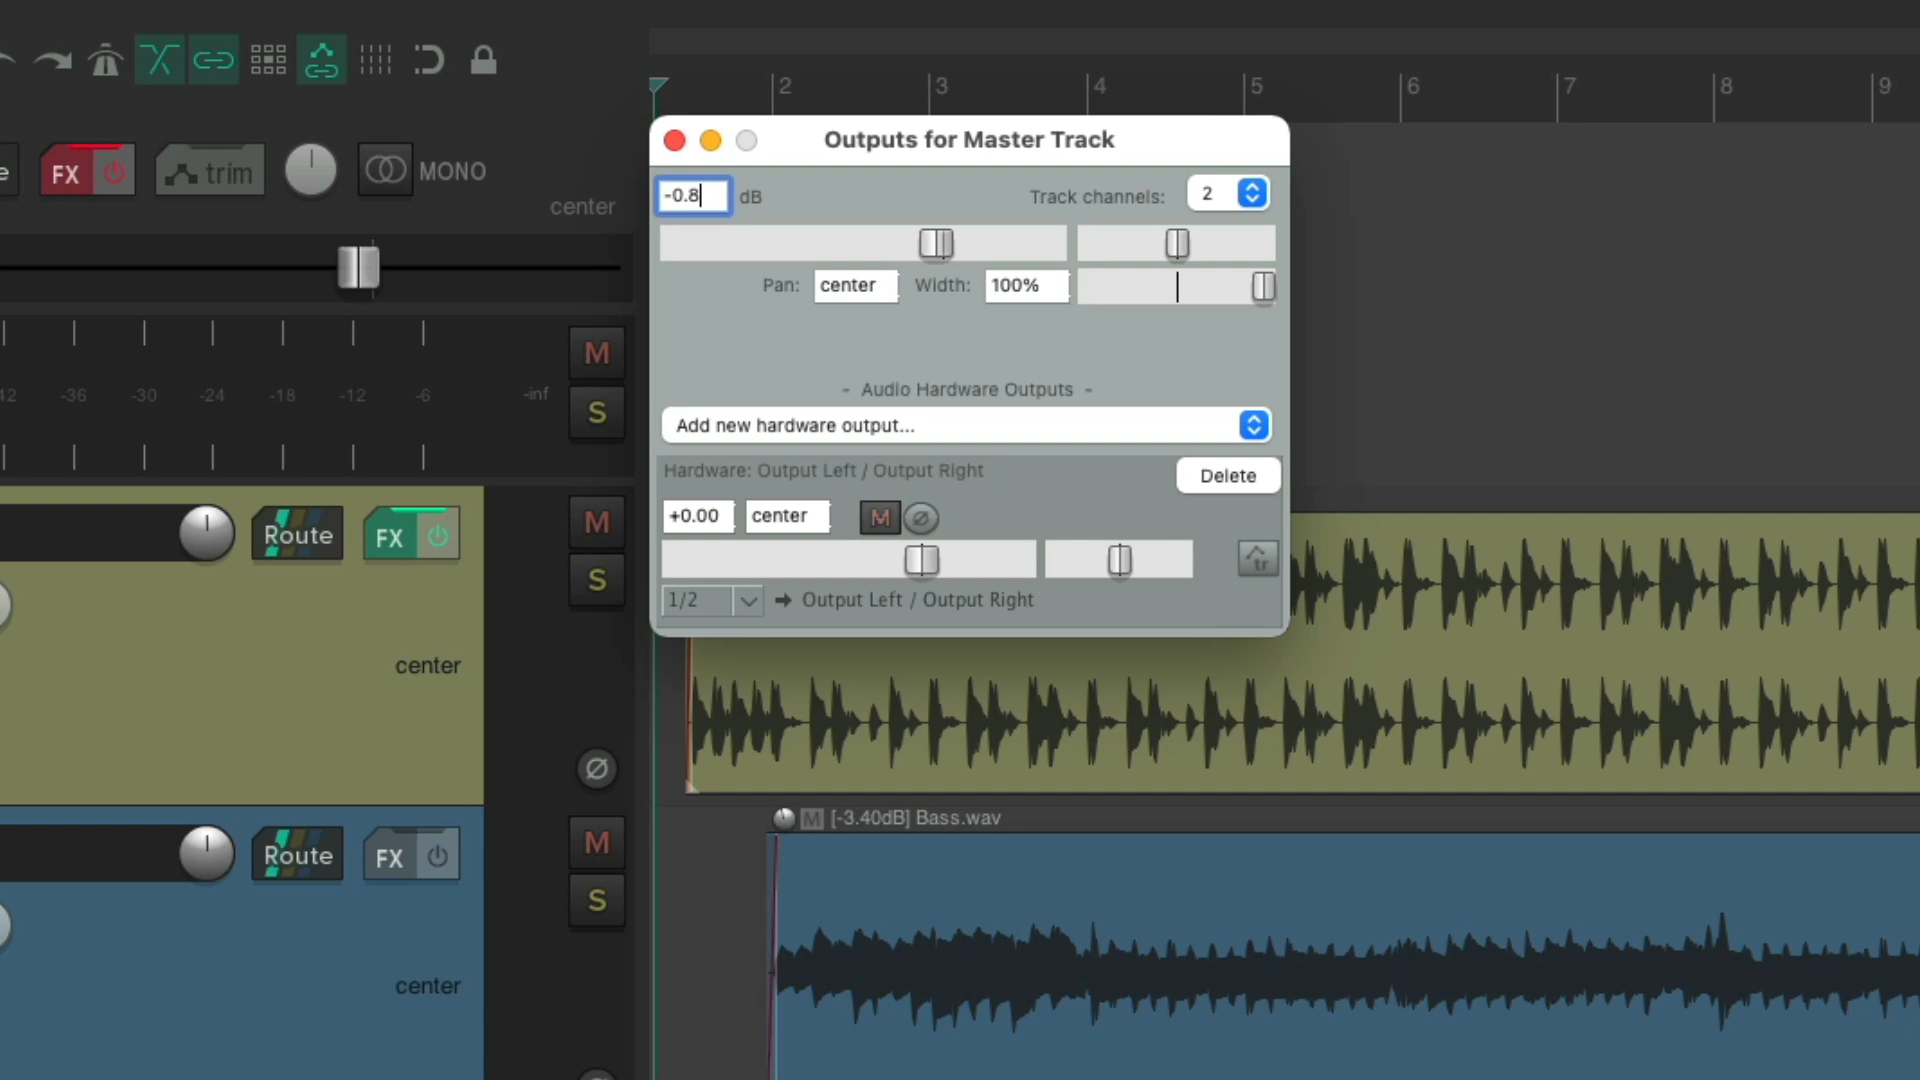 2 3 4 5 6 7 8 9
Outputs for Master Track
e FX trim MONO
center
-0.8 dB Track channels: 2
Pan: center Width: 100%
M
- Audio Hardware Outputs -
-36 -30 -24 -18 -12 -6 -inf
S
Add new hardware output...
Hardware: Output Left / Output Right Delete
+0.00 center M ø
tr
1/2 → Output Left / Output Right
Route FX M
S
center
Ø
[-3.40dB] Bass.wav
M
Route FX M
S
center